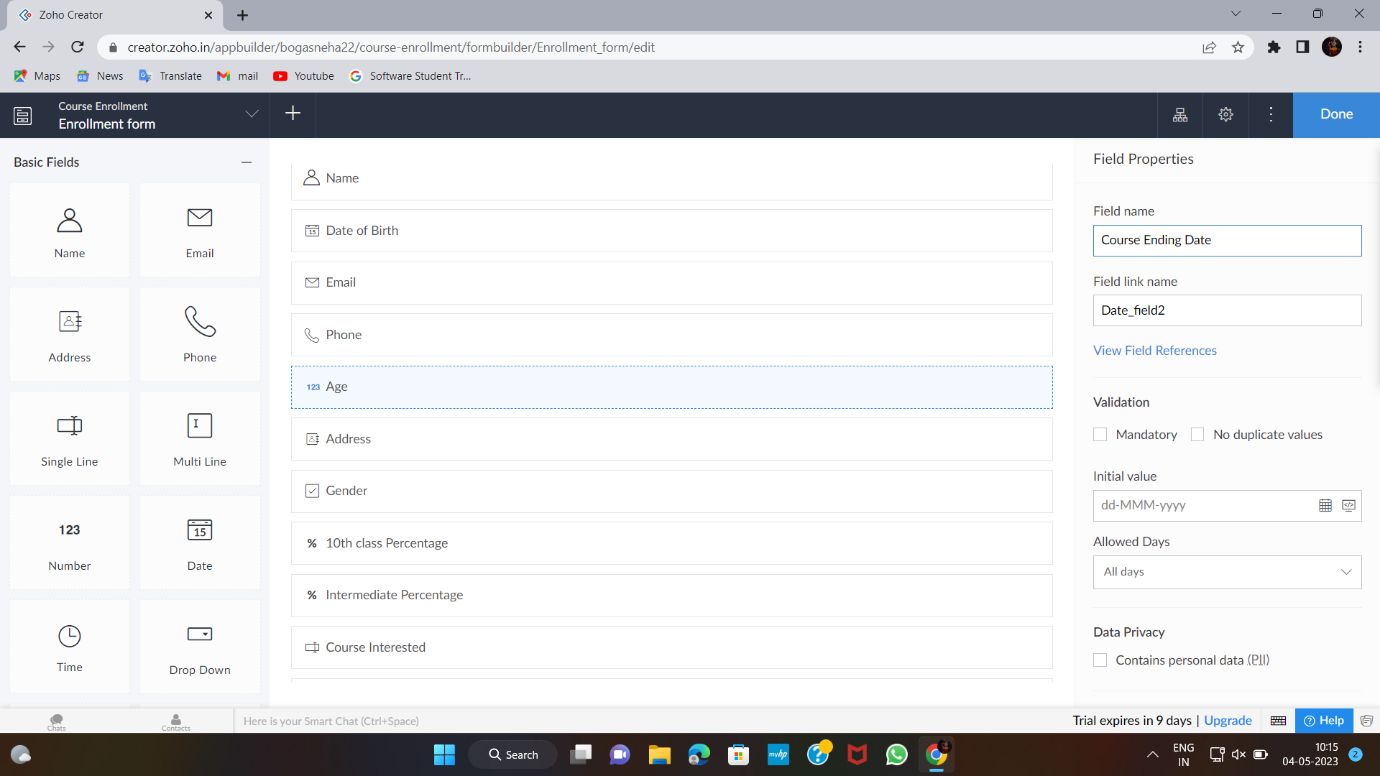 Zoho Creator
creator.zoho.in/appbuilder/bogasneha22/course-enrollment/formbuilder/Enrollment_form/edit
Maps News Translate mail Youtube Software Student Tr...
Course Enrollment
Enrollment form
Done
Basic Fields
Name
Email
Address
Phone
Single Line
Multi Line
123
Number
15
Date
Time
Drop Down
Name
15 Date of Birth
Email
Phone
123 Age
Address
Gender
% 10th class Percentage
% Intermediate Percentage
Course Interested
Field Properties
Field name
Course Ending Date
Field link name
Date_field2
View Field References
Validation
Mandatory No duplicate values
Initial value
dd-MMM-yyyy
Allowed Days
All days
Data Privacy
Contains personal data (PII)
Chats
Contacts
Here is your Smart Chat (Ctrl+Space)
Trial expires in 9 days | Upgrade
Help
Search
myhp
ENG
IN
10:15
04-05-2023
2